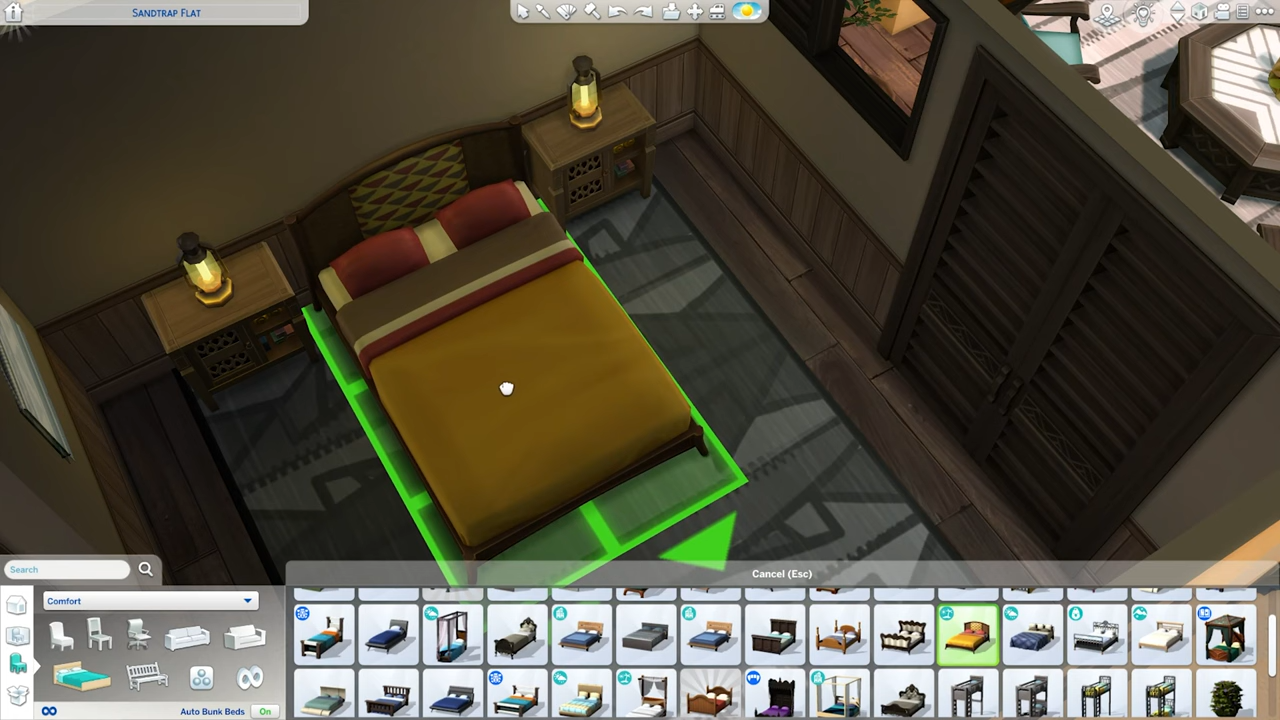 SANDTRAP FLAT
Search
Cancel (Esc)
Comfort
Auto Bunk Beds
On